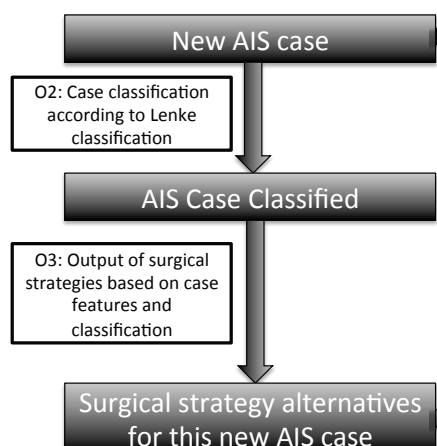 New AIS case
O2: Case classification
according to Lenke
classification
AIS Case Classified
O3: Output of surgical
strategies based on case
features and
classification
Surgical strategy alternatives
for this new AIS case